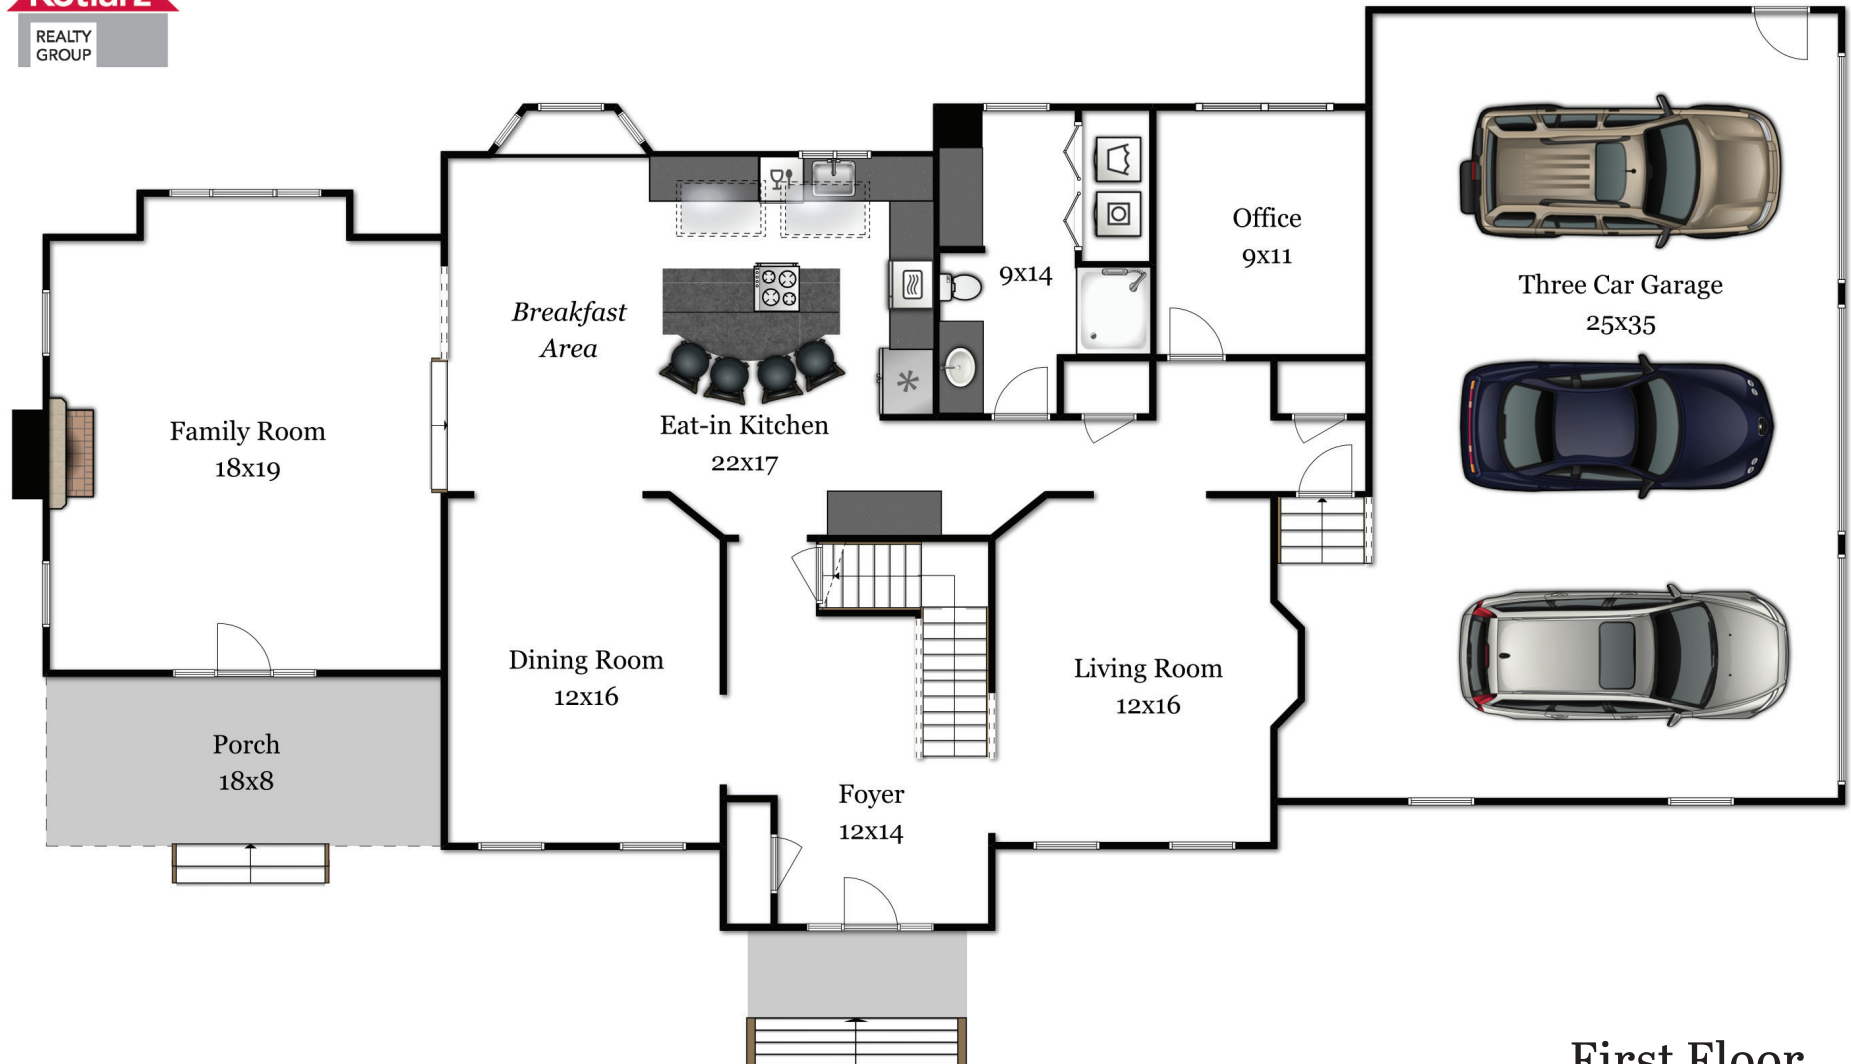 REALTY
GROUP
Office
9x11
9x14
Three Car Garage
25x35
Breakfast
Area
Eat-in Kitchen
22x17
Family Room
18x19
Dining Room
12x16
Living Room
12x16
Porch
18x8
Foyer
12x14
First Floor